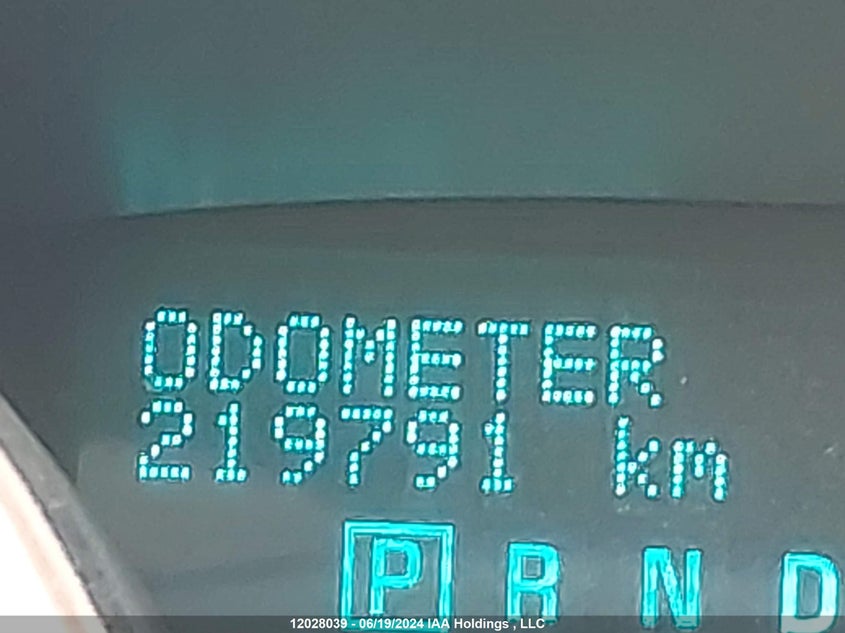 ODOMETER
219791 km
P R N D
12028039 - 06/19/2024 IAA Holdings , LLC